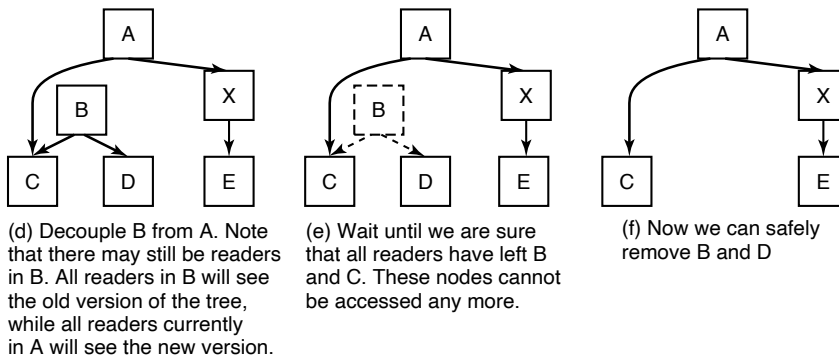 A
B
X
C
D
E
(d) Decouple B from A. Note
that there may still be readers
in B. All readers in B will see
the old version of the tree,
while all readers currently
in A will see the new version.
A
B
X
C
D
E
(e) Wait until we are sure
that all readers have left B
and C. These nodes cannot
be accessed any more.
A
X
C
E
(f) Now we can safely
remove B and D